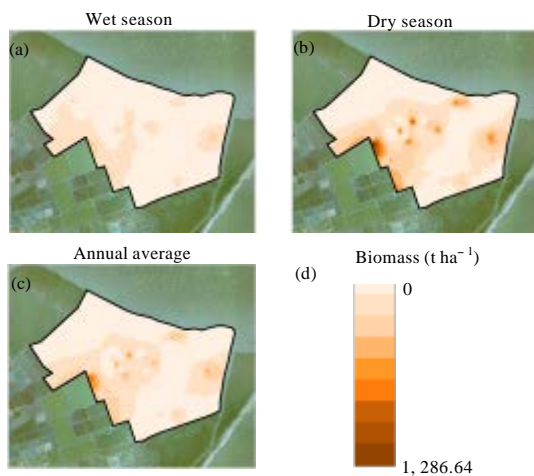 Wet season
Dry season
(a)
(b)
Annual average
(c)
(d)
Biomass (t ha⁻¹)
0
1, 286.64